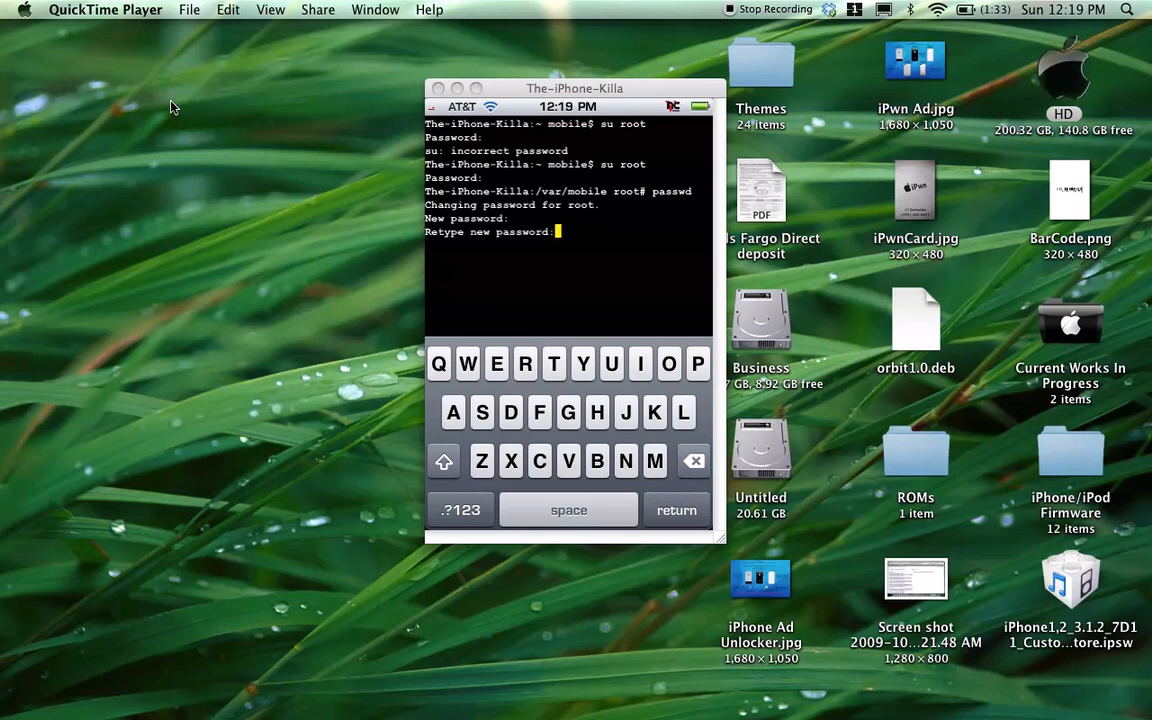 QuickTime Player File Edit View Share Window Help Stop Recording (1:33) Sun 12:19 PM
The-iPhone-Killa
AT&T 12:19 PM
The-iPhone-Killa:~ mobile$ su root
Password:
su: incorrect password
The-iPhone-Killa:~ mobile$ su root
Password:
The-iPhone-Killa:/var/mobile root# passwd
Changing password for root.
New password:
Retype new password:
Q W E R T Y U I O P
A S D F G H J K L
Z X C V B N M
.?123 space return
Themes
24 items
iPwn Ad.jpg
1,680 × 1,050
HD
200.32 GB, 140.8 GB free
PDF
ls Fargo Direct
deposit
iPwn
iPwnCard.jpg
320 × 480
BarCode.png
320 × 480
Business
7 GB, 8.92 GB free
orbit1.0.deb
Current Works In
Progress
2 items
Untitled
20.61 GB
ROMs
1 item
iPhone/iPod
Firmware
12 items
iPhone Ad
Unlocker.jpg
1,680 × 1,050
Screen shot
2009-10...21.48 AM
1,280 × 800
iPhone1,2_3.1.2_7D1
1_Custo...tore.ipsw